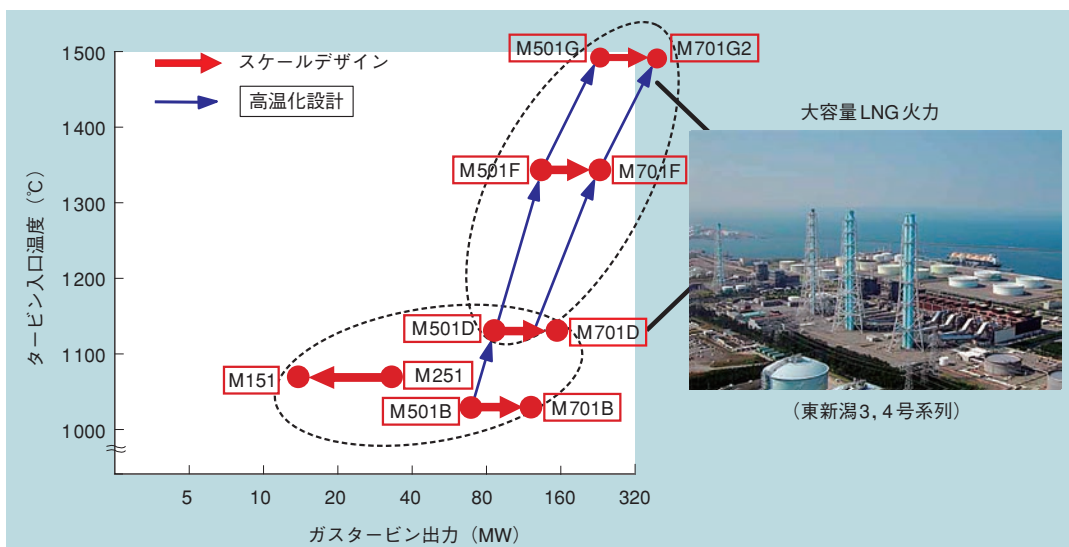 スケールデザイン
高温化設計
M501G
M701G2
M501F
M701F
M501D
M701D
M151
M251
M501B
M701B
タービン入口温度（℃）
1500
1400
1300
1200
1100
1000
5 10 20 40 80 160 320
ガスタービン出力（MW）
大容量LNG火力
（東新潟3，4号系列）